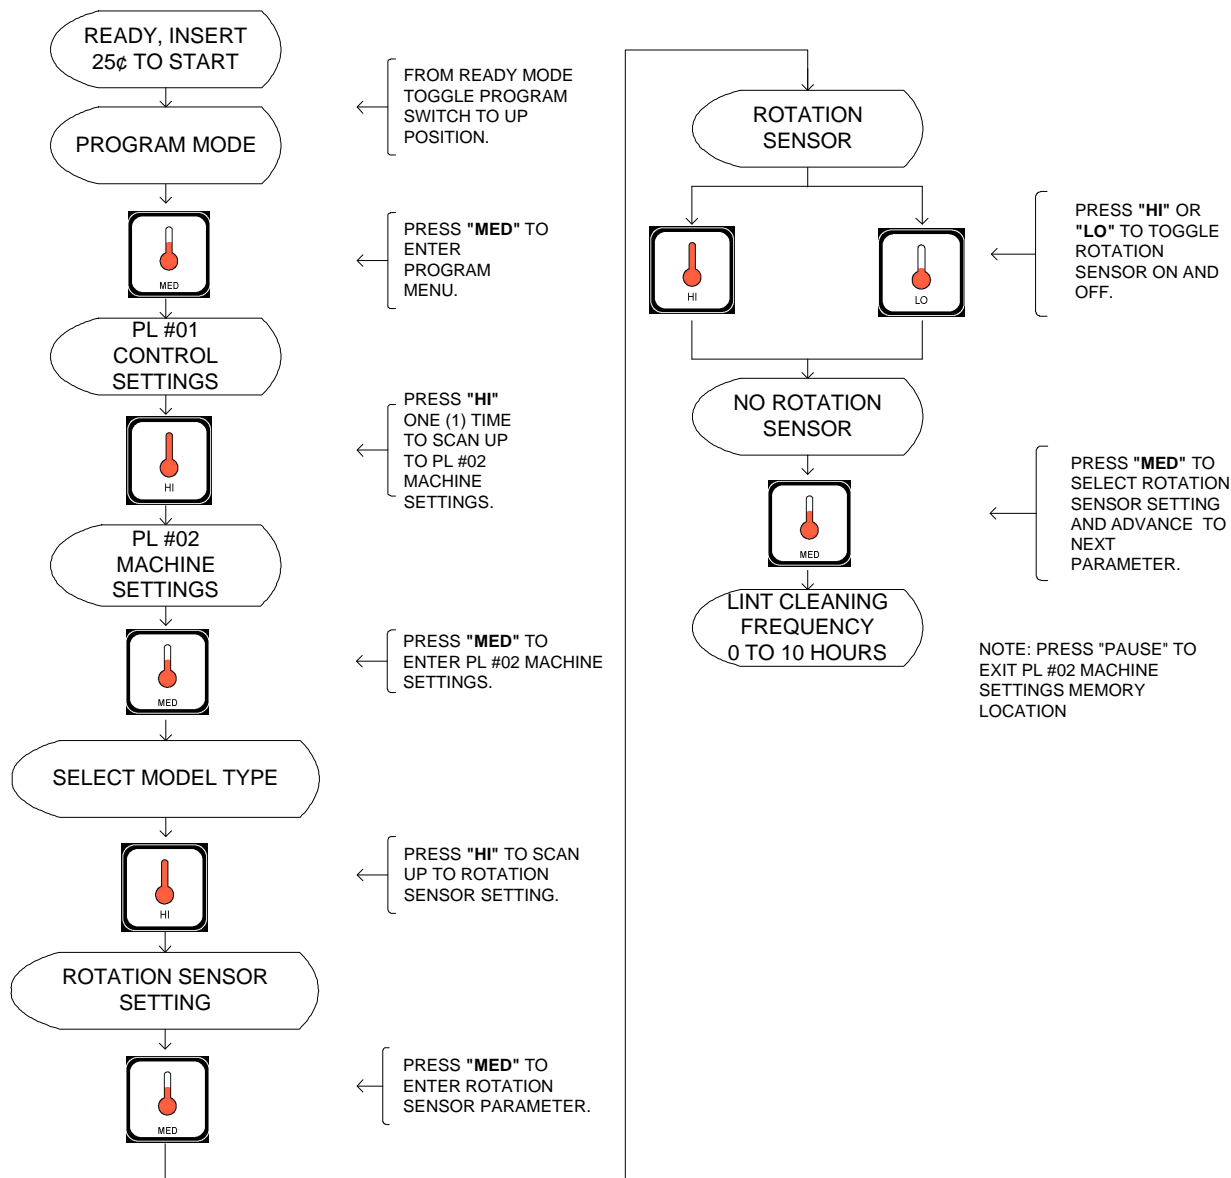 READY, INSERT
25¢ TO START
FROM READY MODE
TOGGLE PROGRAM
SWITCH TO UP
POSITION.
PROGRAM MODE
MED
PRESS "MED" TO
ENTER
PROGRAM
MENU.
PL #01
CONTROL
SETTINGS
HI
PRESS "HI"
ONE (1) TIME
TO SCAN UP
TO PL #02
MACHINE
SETTINGS.
PL #02
MACHINE
SETTINGS
MED
PRESS "MED" TO
ENTER PL #02 MACHINE
SETTINGS.
SELECT MODEL TYPE
HI
PRESS "HI" TO SCAN
UP TO ROTATION
SENSOR SETTING.
ROTATION SENSOR
SETTING
MED
PRESS "MED" TO
ENTER ROTATION
SENSOR PARAMETER.
ROTATION
SENSOR
HI
LO
PRESS "HI" OR
"LO" TO TOGGLE
ROTATION
SENSOR ON AND
OFF.
NO ROTATION
SENSOR
MED
PRESS "MED" TO
SELECT ROTATION
SENSOR SETTING
AND ADVANCE TO
NEXT
PARAMETER.
LINT CLEANING
FREQUENCY
0 TO 10 HOURS
NOTE: PRESS "PAUSE" TO
EXIT PL #02 MACHINE
SETTINGS MEMORY
LOCATION